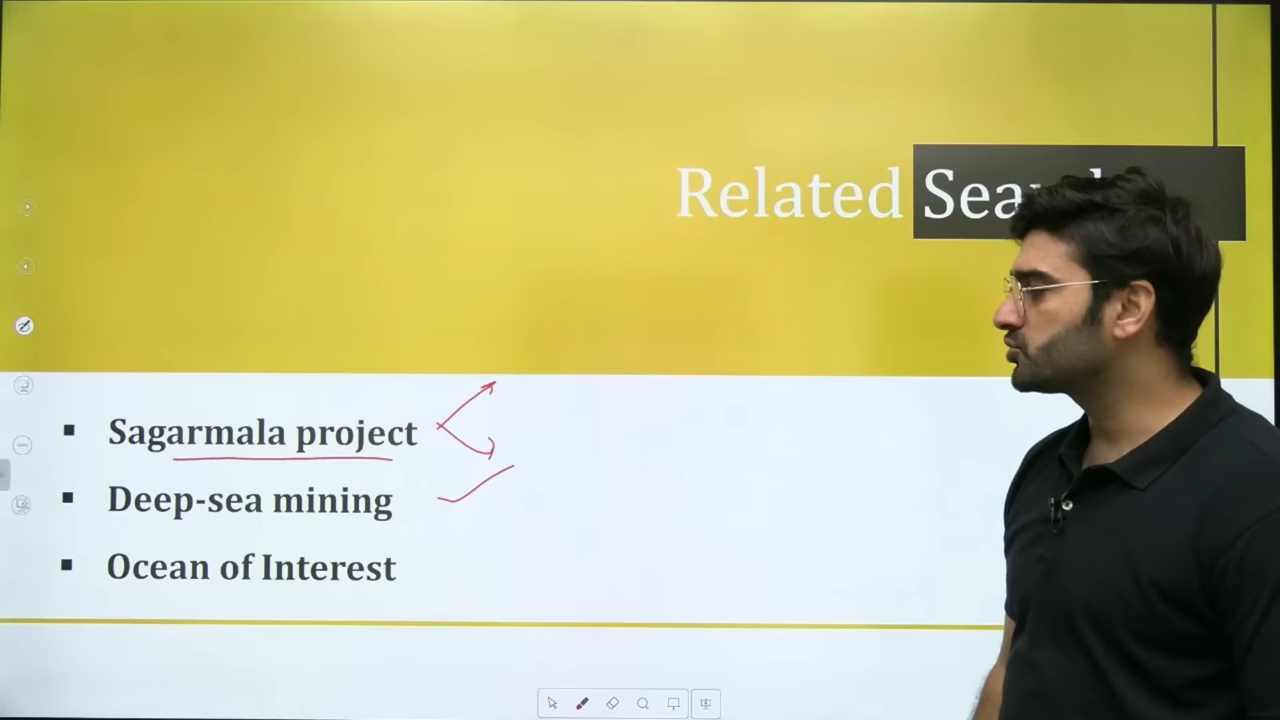 Related
Sagarmala project
Deep-sea mining
Ocean of Interest